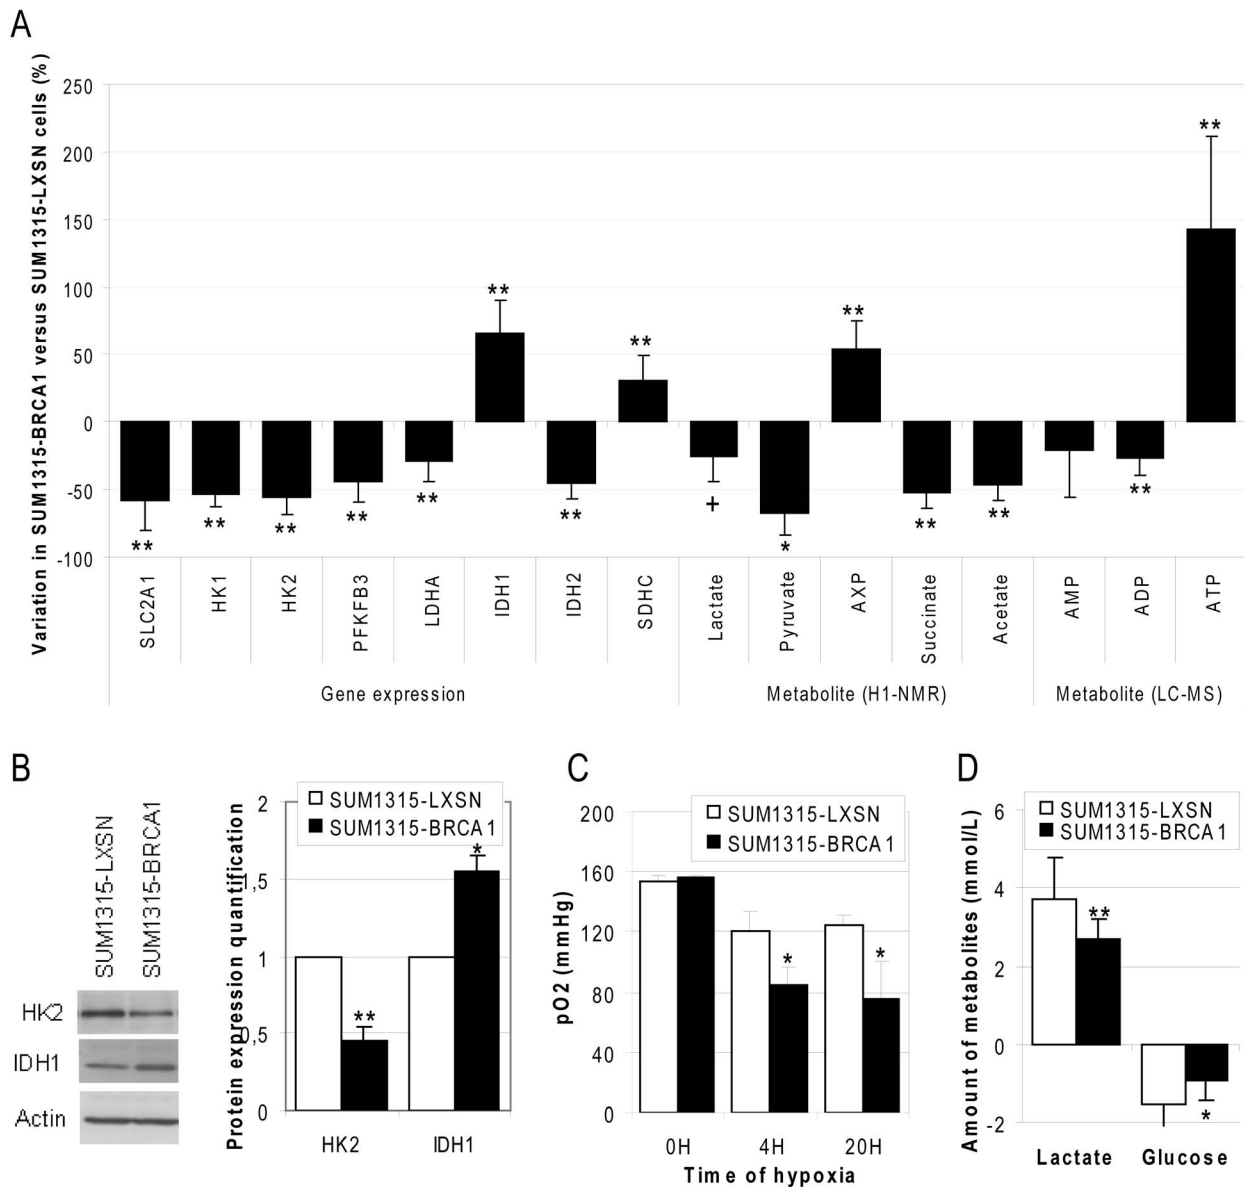 A
Variation in SUM1315-BRCA1 versus SUM1315-LXSN cells (%)
250
200
150
100
50
0
-50
-100
**
**
**
**
**
**
**
**
+
*
**
**
**
**
**
SLC2A1
HK1
HK2
PFKFB3
LDHA
IDH1
IDH2
SDHC
Lactate
Pyruvate
AXP
Succinate
Acetate
AMP
ADP
ATP
Gene expression
Metabolite (H1-NMR)
Metabolite (LC-MS)
B
SUM1315-LXSN
SUM1315-BRCA1
HK2
IDH1
Actin
Protein expression quantification
2
1,5
1
0,5
0
SUM1315-LXSN
SUM1315-BRCA1
**
*
HK2
IDH1
C
pO2 (mmHg)
200
160
120
80
40
0
SUM1315-LXSN
SUM1315-BRCA1
*
*
0H
4H
20H
Time of hypoxia
D
Amount of metabolites (mmol/L)
6
4
2
0
-2
SUM1315-LXSN
SUM1315-BRCA1
**
*
Lactate
Glucose